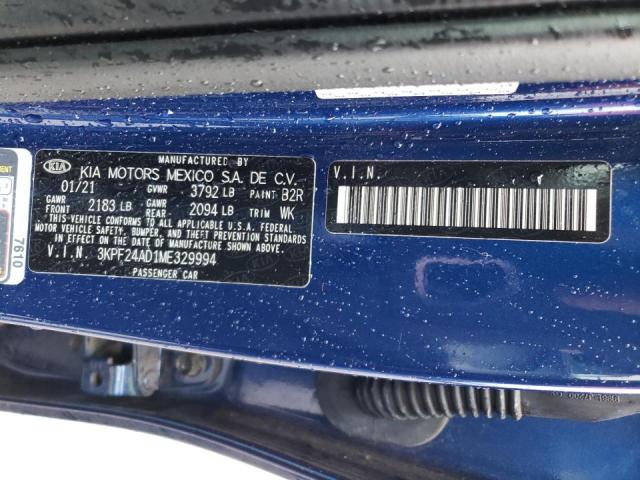 MANUFACTURED BY
KIA KIA MOTORS MEXICO S.A. DE C.V.
01/21 GVWR 3792 LB PAINT B2R
GAWR FRONT 2183 LB GAWR REAR 2094 LB TRIM WK
THIS VEHICLE CONFORMS TO ALL APPLICABLE U.S.A. FEDERAL
MOTOR VEHICLE SAFETY, BUMPER, AND THEFT PREVENTION STANDARDS
IN EFFECT ON THE DATE OF MANUFACTURE SHOWN ABOVE.
V.I.N. 3KPF24AD1ME329994
PASSENGER CAR
V.I.N.
7610